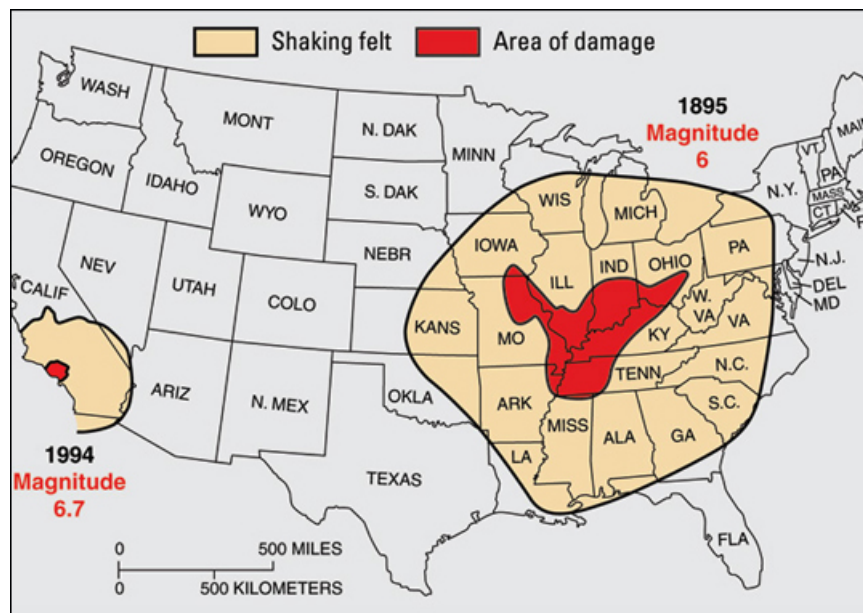 Shaking felt
Area of damage
WASH
MONT
N. DAK
MINN
1895
Magnitude
6
MAIN
VT.
PA
OREGON
IDAHO
WYO
S. DAK
WIS
MICH
N.Y.
MASS
CT
NEBR
IOWA
ILL
IND
OHIO
PA
N.J.
DEL
MD
NEV
CALIF
UTAH
COLO
KANS
MO
W.
VA
VA
KY
ARIZ
N. MEX
OKLA
ARK
TENN
N.C.
S.C.
MISS
ALA
GA
LA
1994
Magnitude
6.7
TEXAS
FLA
0 500 MILES
0 500 KILOMETERS